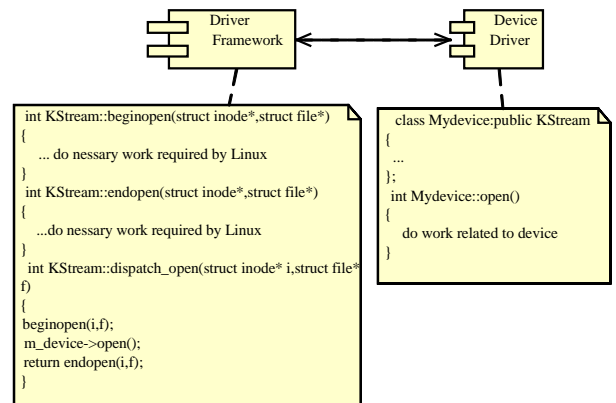 Driver
Framework
Device
Driver
int KStream::beginopen(struct inode*,struct file*)
{
... do nessary work required by Linux
}
int KStream::endopen(struct inode*,struct file*)
{
...do nessary work required by Linux
}
int KStream::dispatch_open(struct inode* i,struct file*
f)
{
beginopen(i,f);
m_device->open();
return endopen(i,f);
}
class Mydevice:public KStream
{
...
};
int Mydevice::open()
{
do work related to device
}